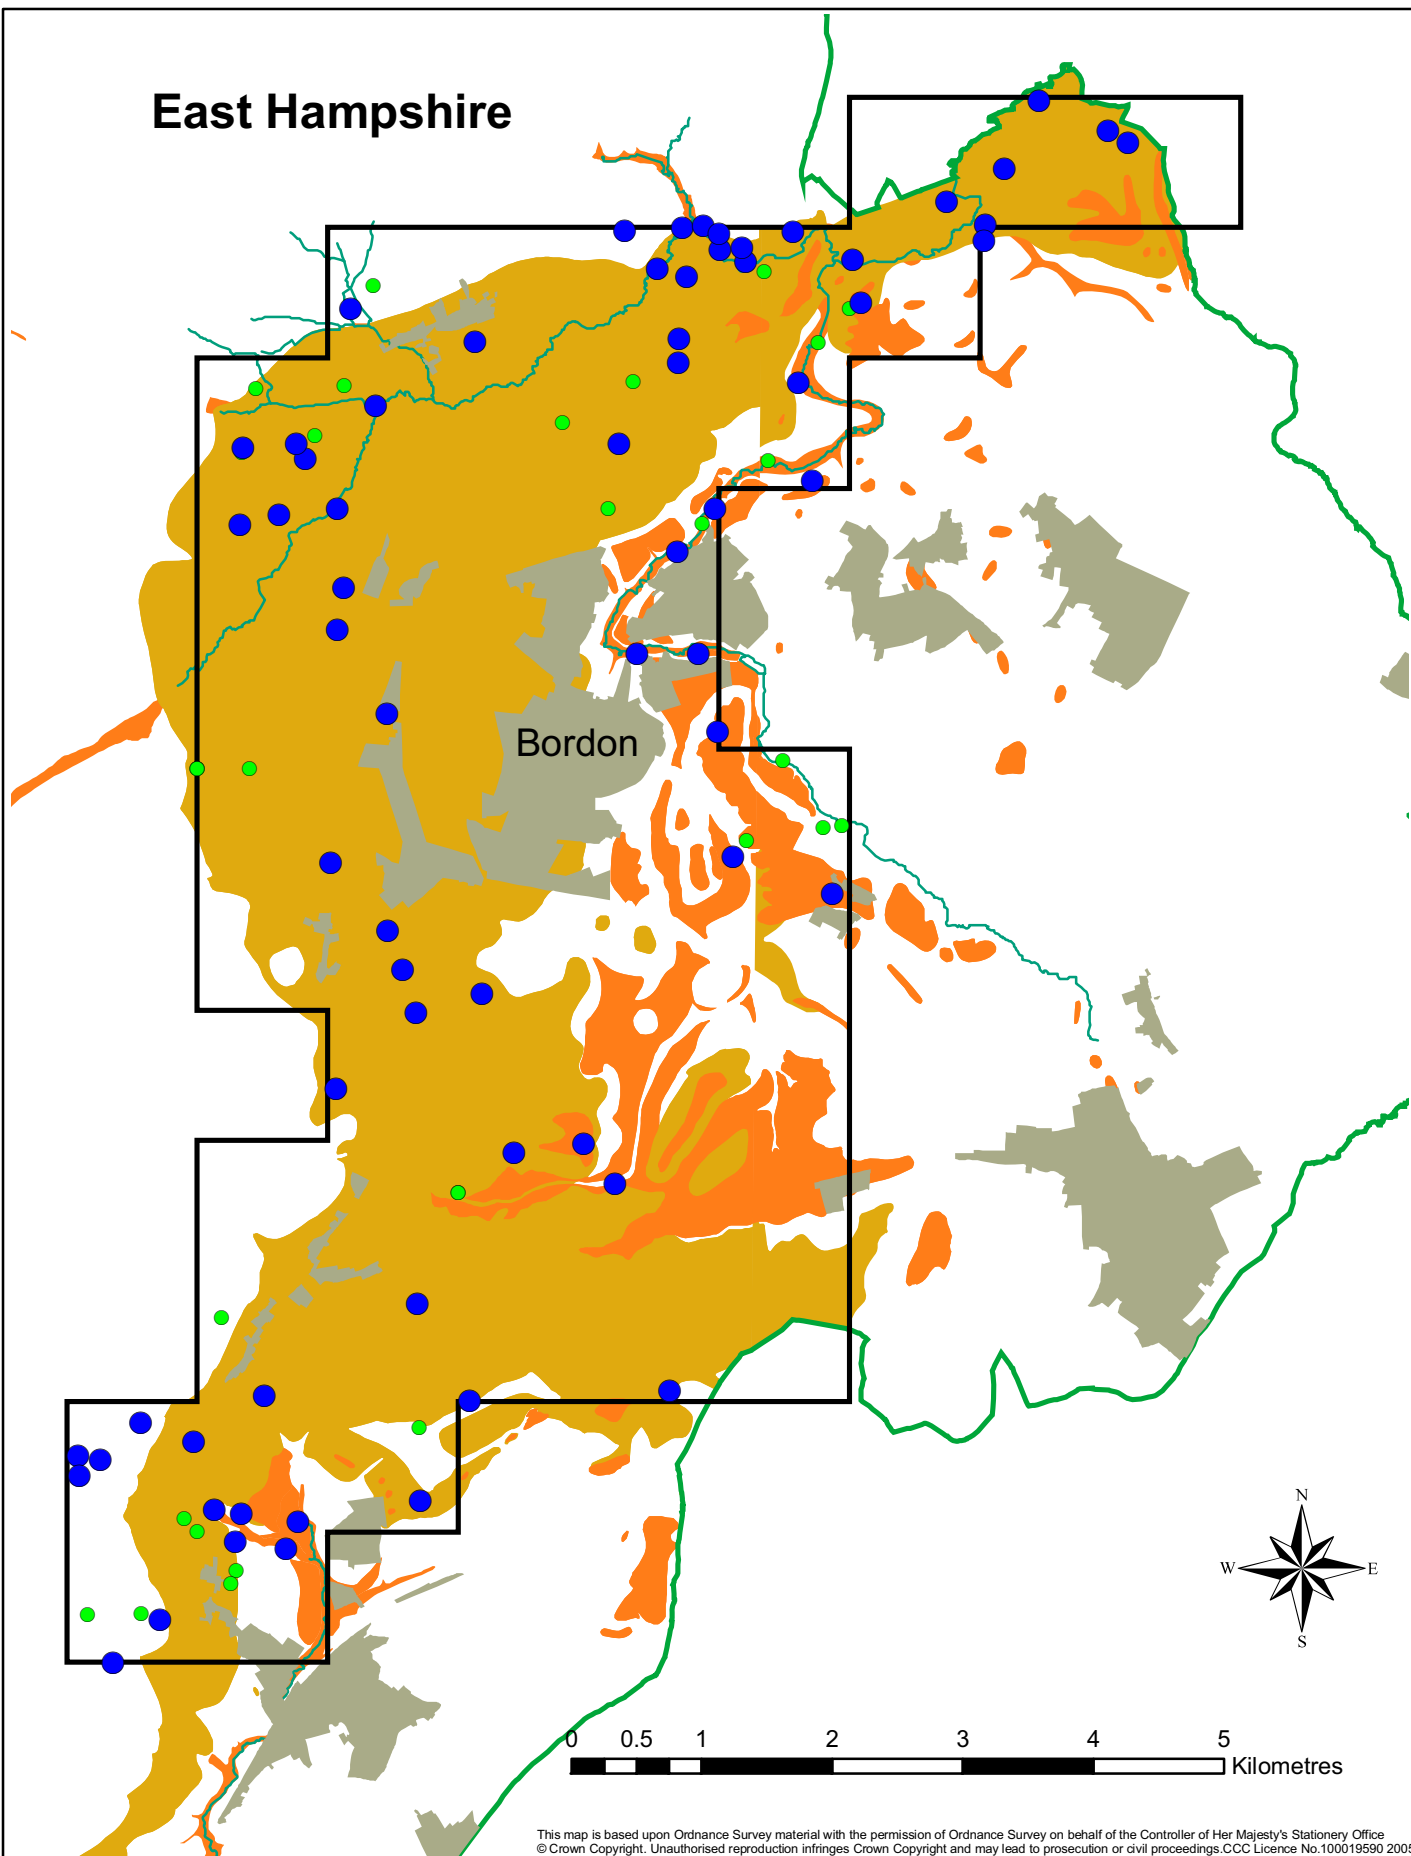 East Hampshire
Bordon
N
W E
S
0 0.5 1 2 3 4 5
Kilometres
This map is based upon Ordnance Survey material with the permission of Ordnance Survey on behalf of the Controller of Her Majesty's Stationery Office
© Crown Copyright. Unauthorised reproduction infringes Crown Copyright and may lead to prosecution or civil proceedings.CCC Licence No.100019590 2005